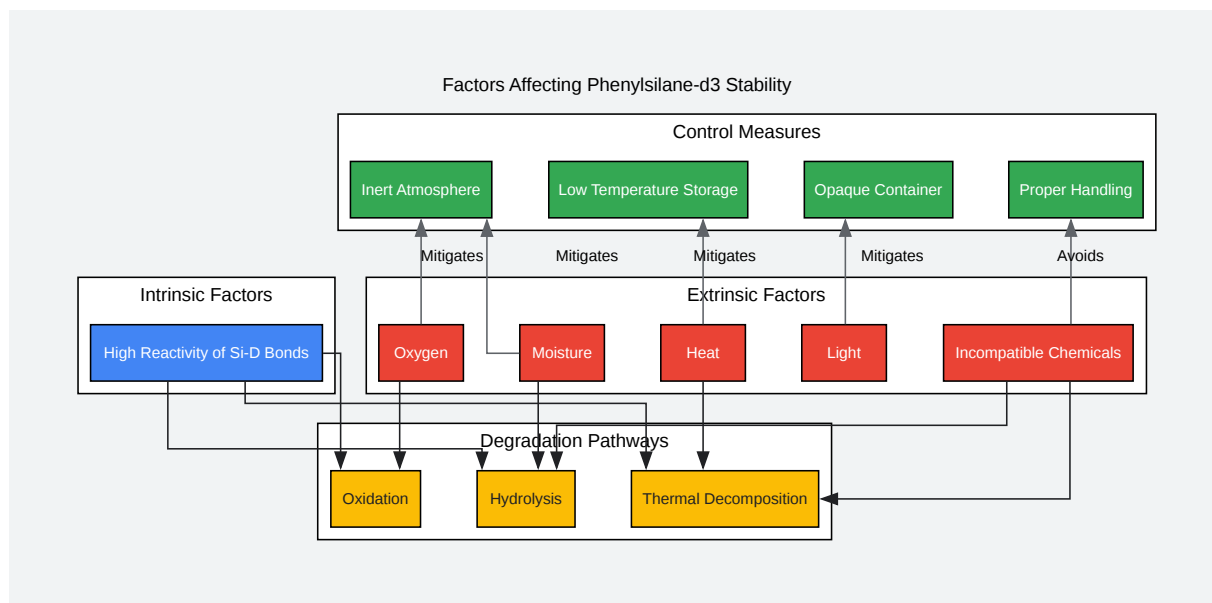 Factors Affecting Phenylsilane-d3 Stability
Control Measures
Inert Atmosphere
Low Temperature Storage
Opaque Container
Proper Handling
Mitigates
Mitigates
Mitigates
Mitigates
Avoids
Intrinsic Factors
Extrinsic Factors
High Reactivity of Si-D Bonds
Oxygen
Moisture
Heat
Light
Incompatible Chemicals
Degradation Pathways
Oxidation
Hydrolysis
Thermal Decomposition